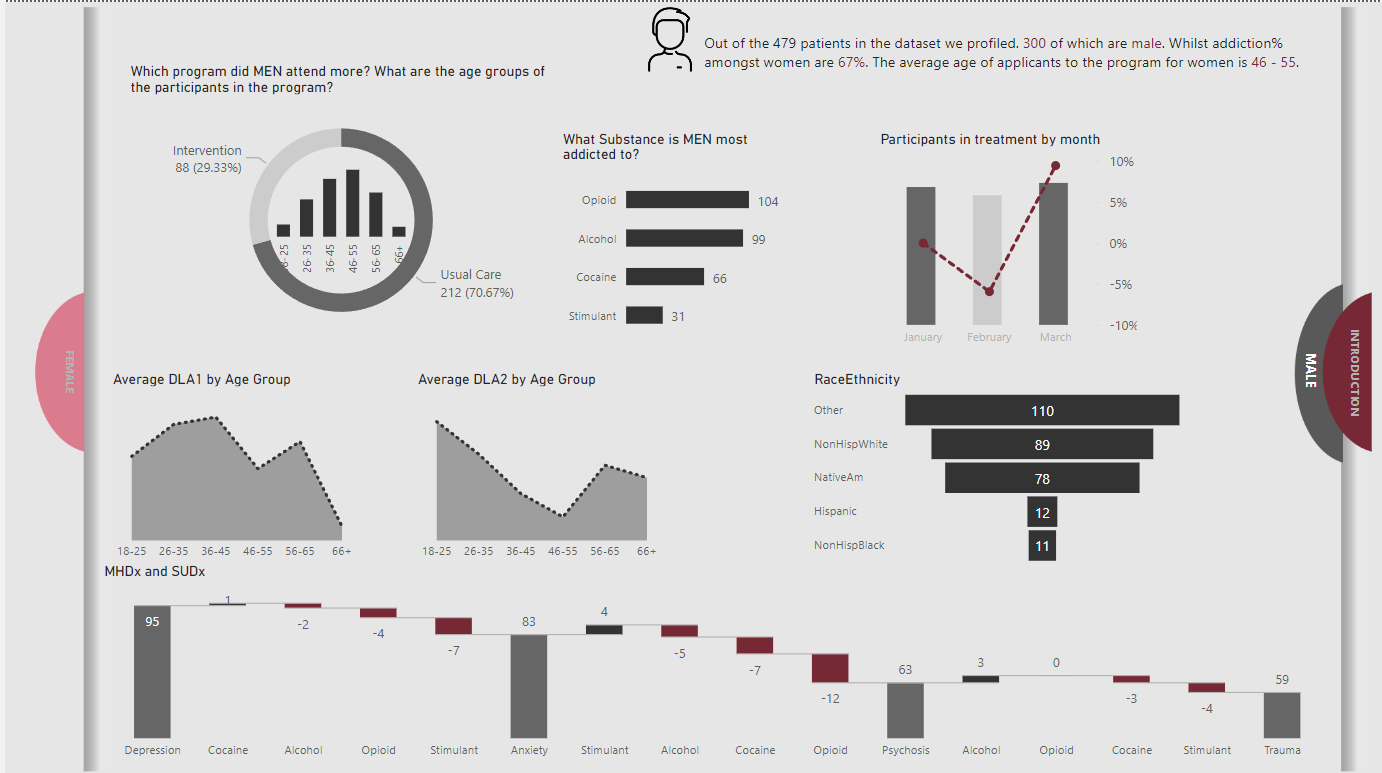 Out of the 479 patients in the dataset we profiled. 300 of which are male. Whilst addiction%
amongst women are 67%. The average age of applicants to the program for women is 46 - 55.
Which program did MEN attend more? What are the age groups of
the participants in the program?
Intervention
88 (29.33%)
26-35
36-45
46-55
56-65
66+
Usual Care
212 (70.67%)
What Substance is MEN most
addicted to?
Opioid 104
Alcohol 99
Cocaine 66
Stimulant 31
Participants in treatment by month
10%
5%
0%
-5%
-10%
January February March
FEMALE
MALE
INTRODUCTION
Average DLA1 by Age Group
18-25 26-35 36-45 46-55 56-65 66+
Average DLA2 by Age Group
18-25 26-35 36-45 46-55 56-65 66+
RaceEthnicity
Other 110
NonHispWhite 89
NativeAm 78
Hispanic 12
NonHispBlack 11
MHDx and SUDx
95 1 -2 -4 -7 83 4 -5 -7 -12 63 3 0 -3 -4 59
Depression Cocaine Alcohol Opioid Stimulant Anxiety Stimulant Alcohol Cocaine Opioid Psychosis Alcohol Opioid Cocaine Stimulant Trauma